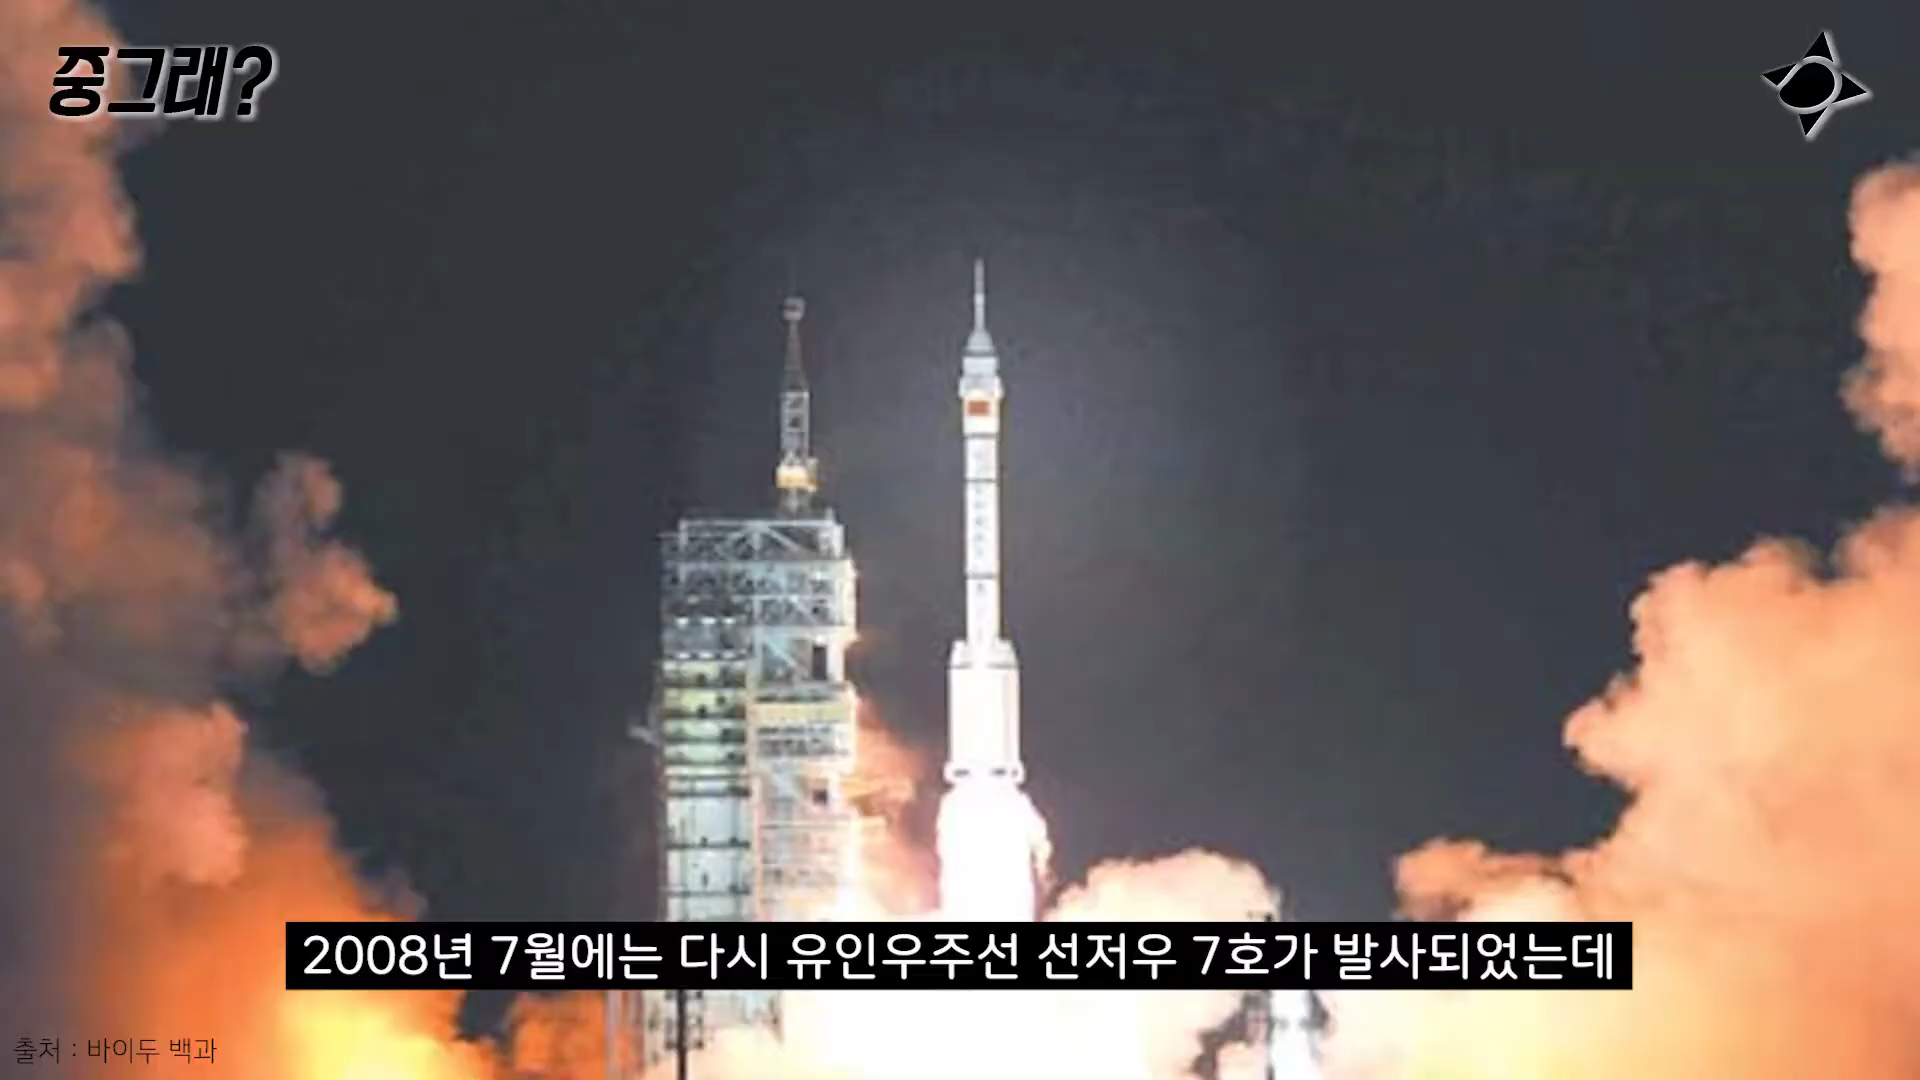 중그래?
2008년 7월에는 다시 유인우주선 선저우 7호가 발사되었는데
출처 : 바이두 백과